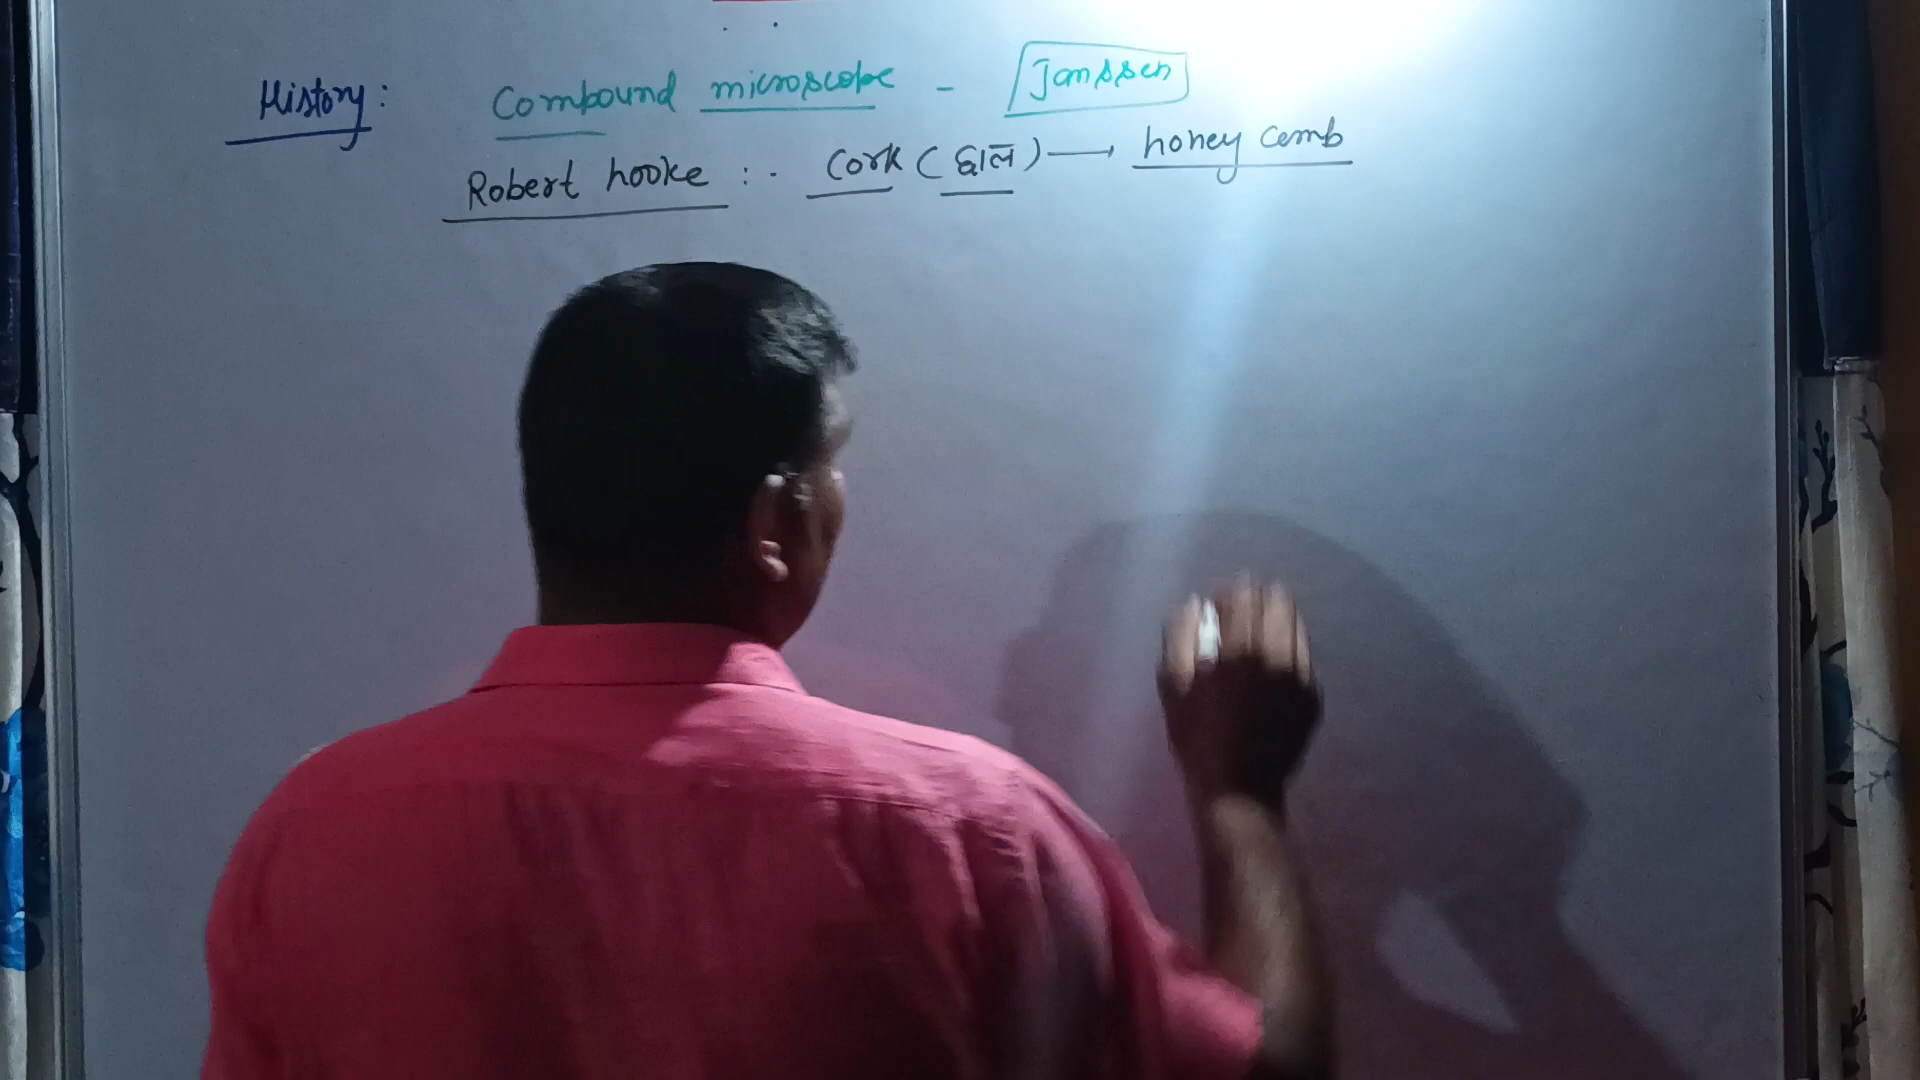 History: Compound microscope - Janssen
Robert hooke :- Cork (छाल) → honey comb